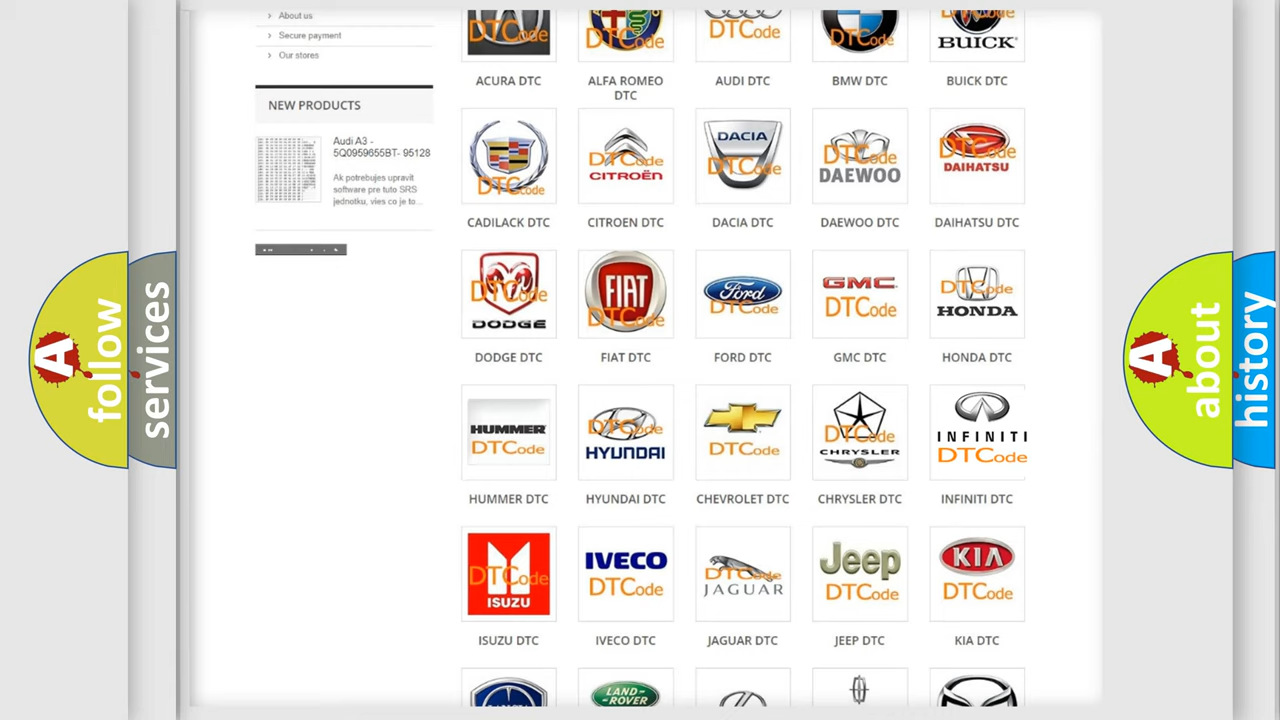 About us
Secure payment
Our stores
NEW PRODUCTS
Audi A3 -
5Q0959655BT- 95128
Ak potrebujes upravit
software pre tuto SRS
jednotku, vies co je to...
DTCode
DTCode
DTCode
DTCode
BUICK
ACURA DTC
ALFA ROMEO
DTC
AUDI DTC
BMW DTC
BUICK DTC
DTCode
DTCode
CITROËN
DACIA
DTCode
DTCode
DAEWOO
DTCode
DAIHATSU
CADILACK DTC
CITROEN DTC
DACIA DTC
DAEWOO DTC
DAIHATSU DTC
DTCode
DODGE
FIAT
DTCode
Ford
DTCode
GMC
DTCode
DTCode
HONDA
DODGE DTC
FIAT DTC
FORD DTC
GMC DTC
HONDA DTC
HUMMER
DTCode
DTCode
HYUNDAI
DTCode
DTCode
CHRYSLER
INFINITI
DTCode
HUMMER DTC
HYUNDAI DTC
CHEVROLET DTC
CHRYSLER DTC
INFINITI DTC
DTCode
ISUZU
IVECO
DTCode
DTCode
JAGUAR
Jeep
DTCode
KIA
DTCode
ISUZU DTC
IVECO DTC
JAGUAR DTC
JEEP DTC
KIA DTC
LAND-
ROVER
A
follow
services
A
about
history